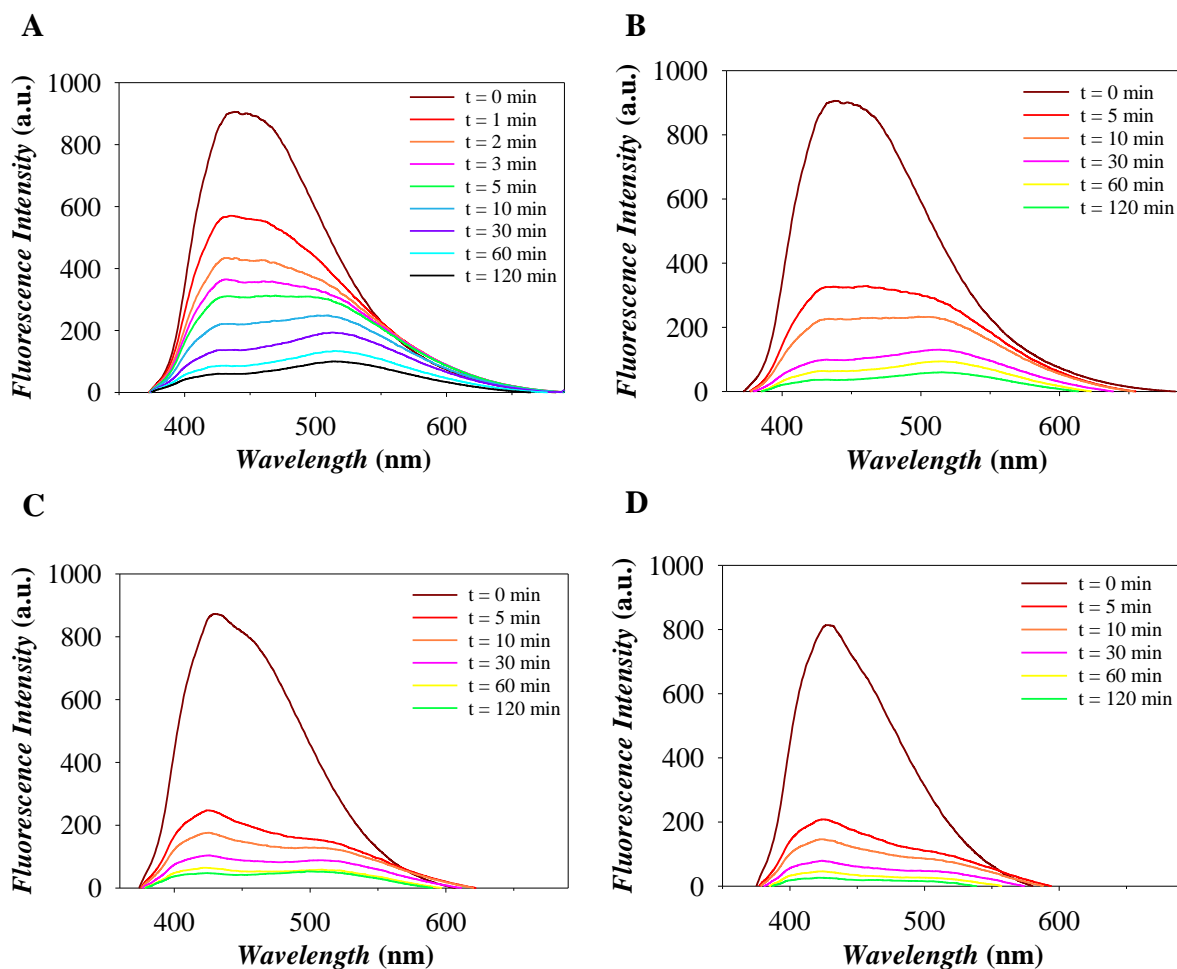 A
Fluorescence Intensity (a.u.)
1000
800
600
400
200
0
400
500
600
Wavelength (nm)
t = 0 min
t = 1 min
t = 2 min
t = 3 min
t = 5 min
t = 10 min
t = 30 min
t = 60 min
t = 120 min
B
Fluorescence Intensity (a.u.)
1000
800
600
400
200
0
400
500
600
Wavelength (nm)
t = 0 min
t = 5 min
t = 10 min
t = 30 min
t = 60 min
t = 120 min
C
Fluorescence Intensity (a.u.)
1000
800
600
400
200
0
400
500
600
Wavelength (nm)
t = 0 min
t = 5 min
t = 10 min
t = 30 min
t = 60 min
t = 120 min
D
Fluorescence Intensity (a.u.)
1000
800
600
400
200
0
400
500
600
Wavelength (nm)
t = 0 min
t = 5 min
t = 10 min
t = 30 min
t = 60 min
t = 120 min